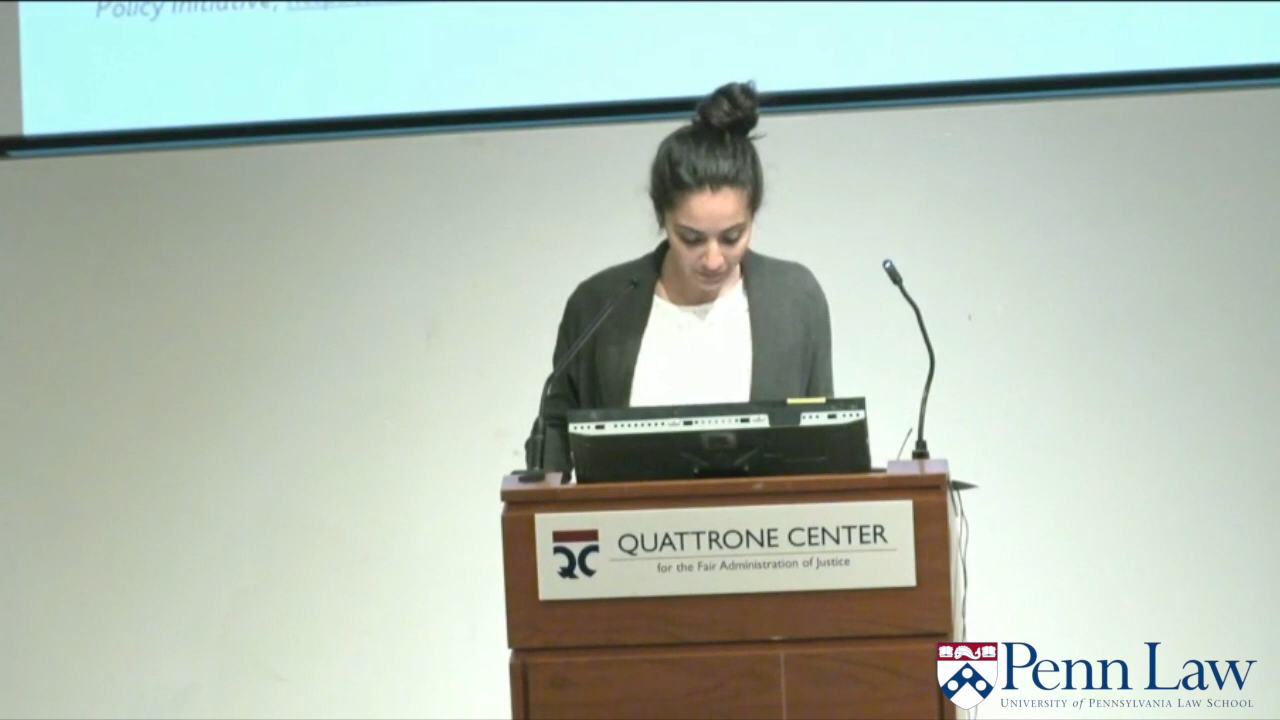 Policy Initiative,
QC
QUATTRONE CENTER
for the Fair Administration of Justice
Penn Law
UNIVERSITY of PENNSYLVANIA LAW SCHOOL